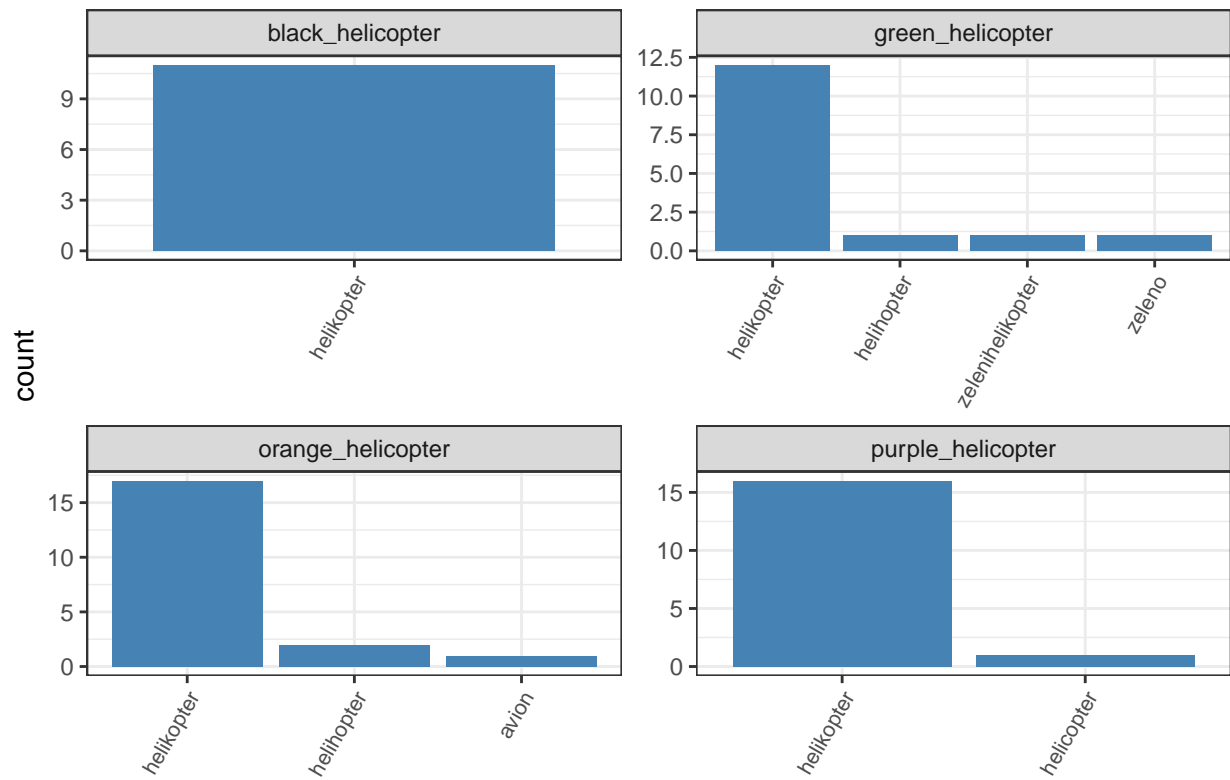 black_helicopter
green_helicopter
9
6
3
0
helikopter
12.5
10.0
7.5
5.0
2.5
0.0
helikopter
helihopter
zelenihelikopter
zeleno
count
orange_helicopter
purple_helicopter
15
10
5
0
helikopter
helihopter
avion
15
10
5
0
helikopter
helicopter